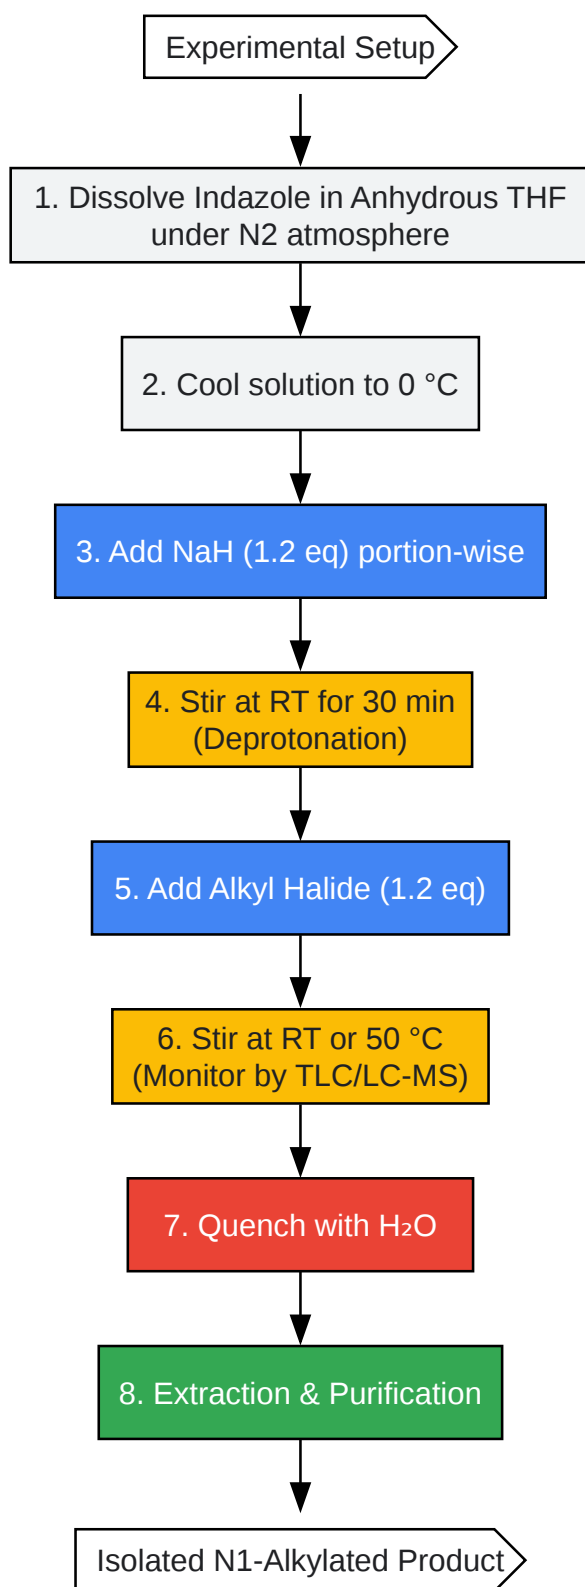 Experimental Setup
1. Dissolve Indazole in Anhydrous THF
under N2 atmosphere
2. Cool solution to 0 °C
3. Add NaH (1.2 eq) portion-wise
4. Stir at RT for 30 min
(Deprotonation)
5. Add Alkyl Halide (1.2 eq)
6. Stir at RT or 50 °C
(Monitor by TLC/LC-MS)
7. Quench with H₂O
8. Extraction & Purification
Isolated N1-Alkylated Product